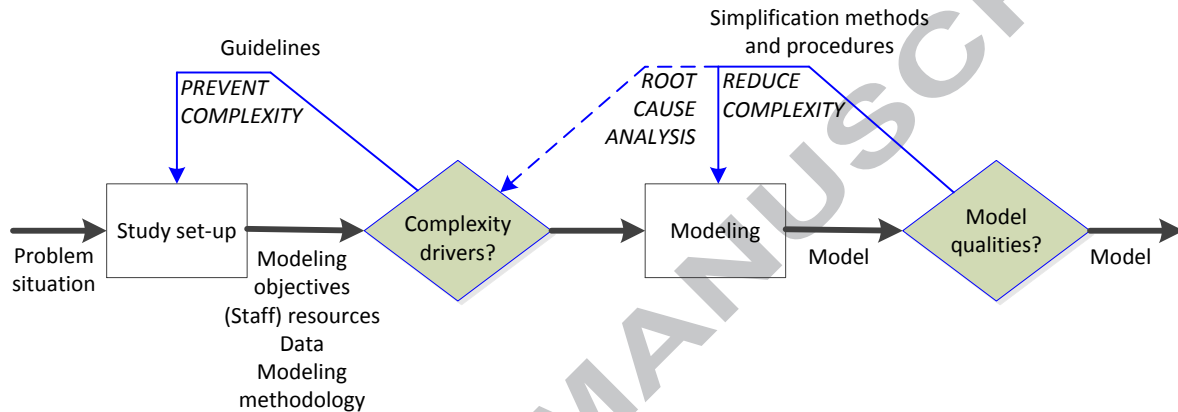 Guidelines
PREVENT
COMPLEXITY
Simplification methods
and procedures
ROOT
CAUSE
ANALYSIS
REDUCE
COMPLEXITY
Problem
situation
Study set-up
Modeling
objectives
(Staff) resources
Data
Modeling
methodology
Complexity
drivers?
Modeling
Model
Model
qualities?
Model
MANUSCR